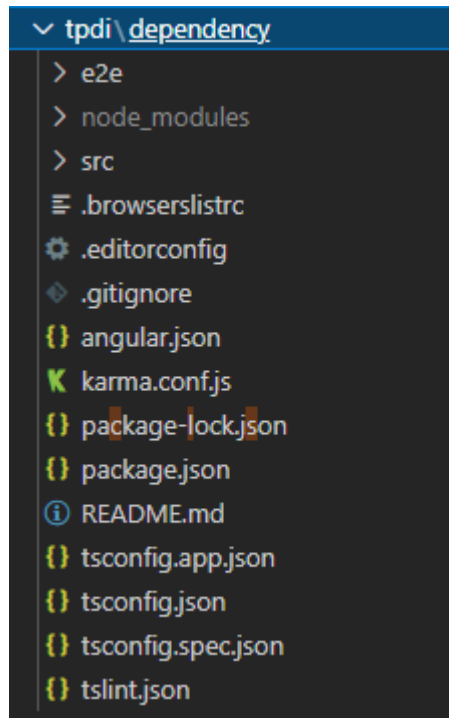 tpdi\dependency
e2e
node_modules
src
.browserslistrc
.editorconfig
.gitignore
angular.json
karma.conf.js
package-lock.json
package.json
README.md
tsconfig.app.json
tsconfig.json
tsconfig.spec.json
tslint.json